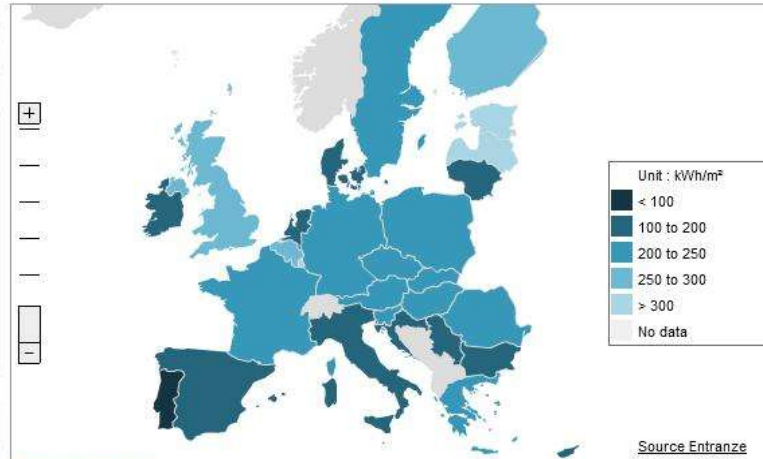 +
−
Unit : kWh/m²
< 100
100 to 200
200 to 250
250 to 300
> 300
No data
Source Entranze